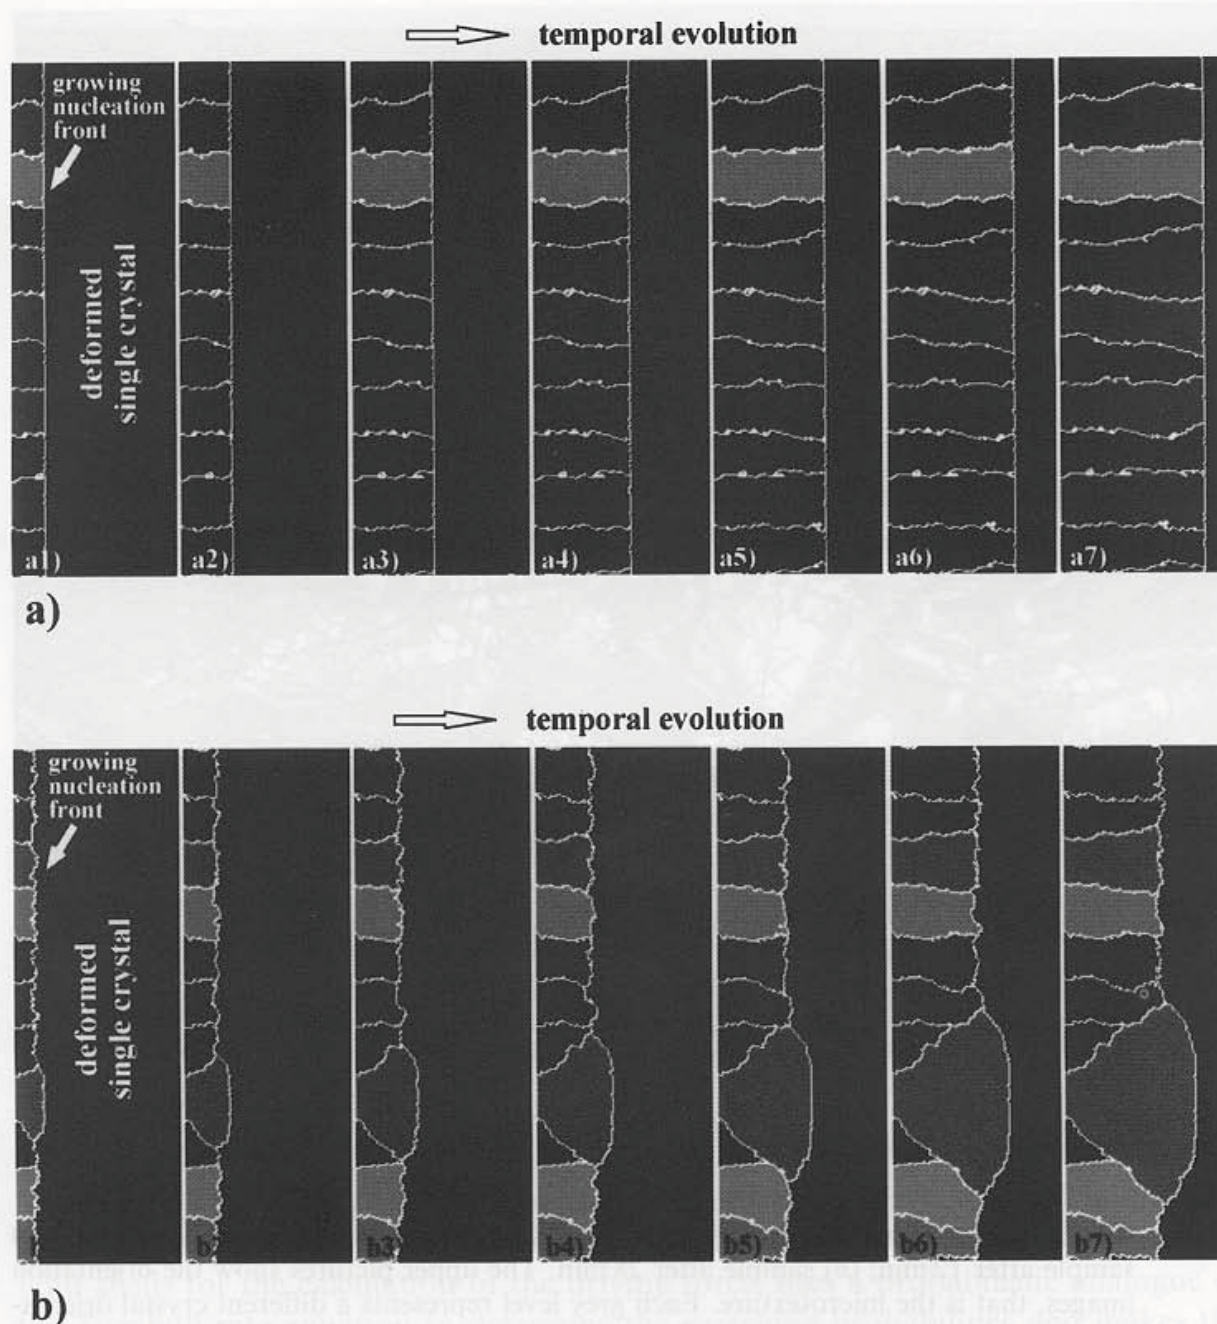 temporal evolution
growing
nucleation
front
deformed
single crystal
a1)
a2)
a3)
a4)
a5)
a6)
a7)
a)
temporal evolution
growing
nucleation
front
deformed
single crystal
b3)
b4)
b5)
b6)
b7)
b)